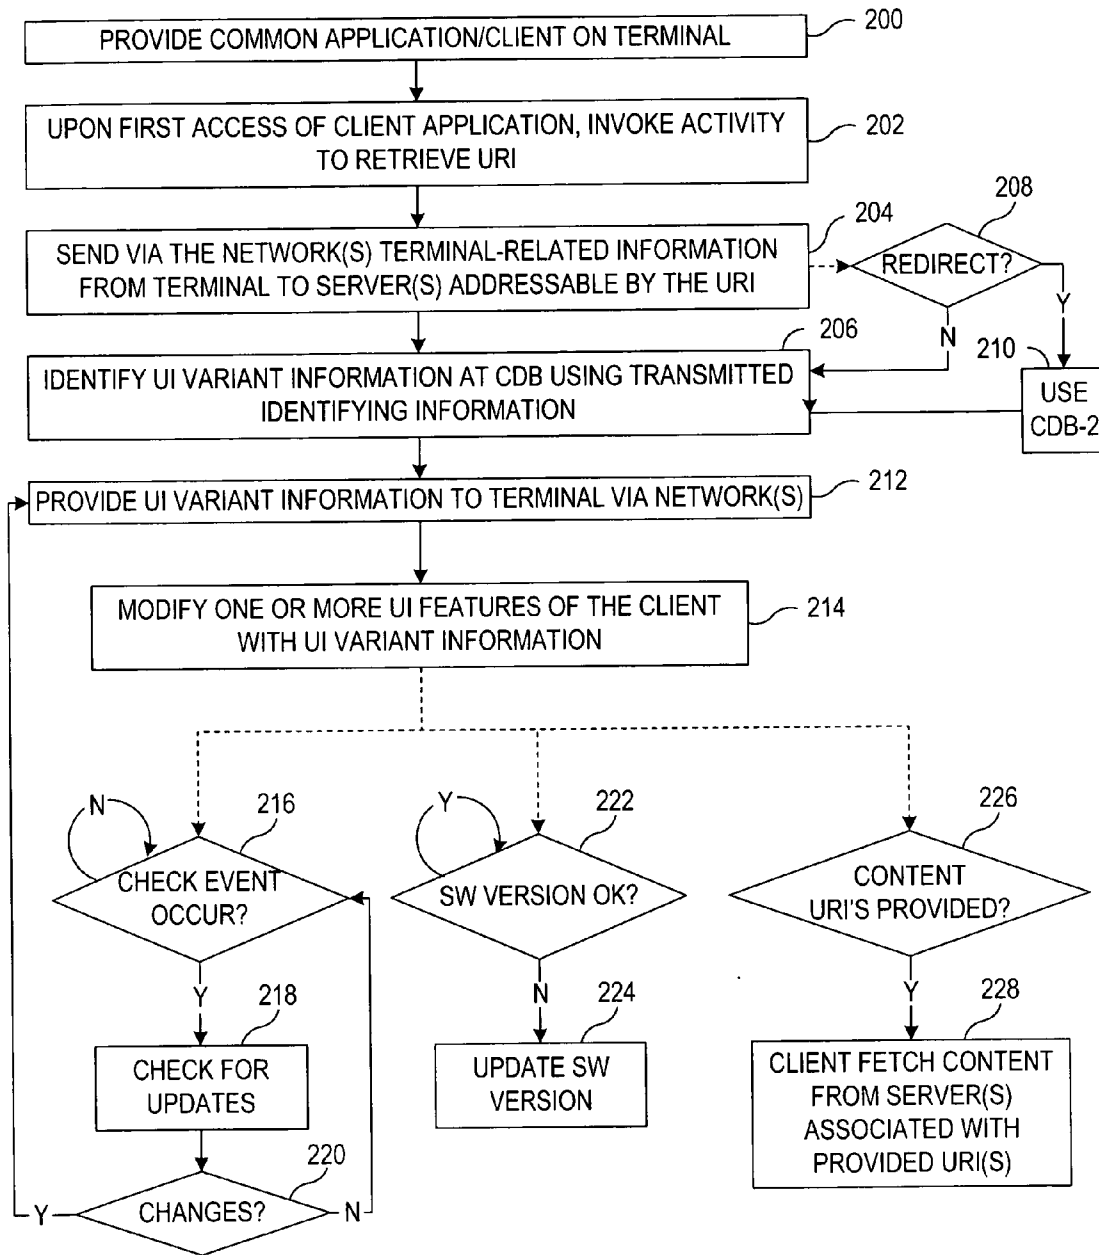 PROVIDE COMMON APPLICATION/CLIENT ON TERMINAL
200
UPON FIRST ACCESS OF CLIENT APPLICATION, INVOKE ACTIVITY
TO RETRIEVE URI
202
SEND VIA THE NETWORK(S) TERMINAL-RELATED INFORMATION
FROM TERMINAL TO SERVER(S) ADDRESSABLE BY THE URI
204
208
REDIRECT?
Y
N
206
IDENTIFY UI VARIANT INFORMATION AT CDB USING TRANSMITTED
IDENTIFYING INFORMATION
210
USE
CDB-2
PROVIDE UI VARIANT INFORMATION TO TERMINAL VIA NETWORK(S)
212
MODIFY ONE OR MORE UI FEATURES OF THE CLIENT
WITH UI VARIANT INFORMATION
214
N
216
CHECK EVENT
OCCUR?
Y
218
CHECK FOR
UPDATES
220
CHANGES?
Y
N
Y
222
SW VERSION OK?
N
224
UPDATE SW
VERSION
226
CONTENT
URI'S PROVIDED?
Y
228
CLIENT FETCH CONTENT
FROM SERVER(S)
ASSOCIATED WITH
PROVIDED URI(S)